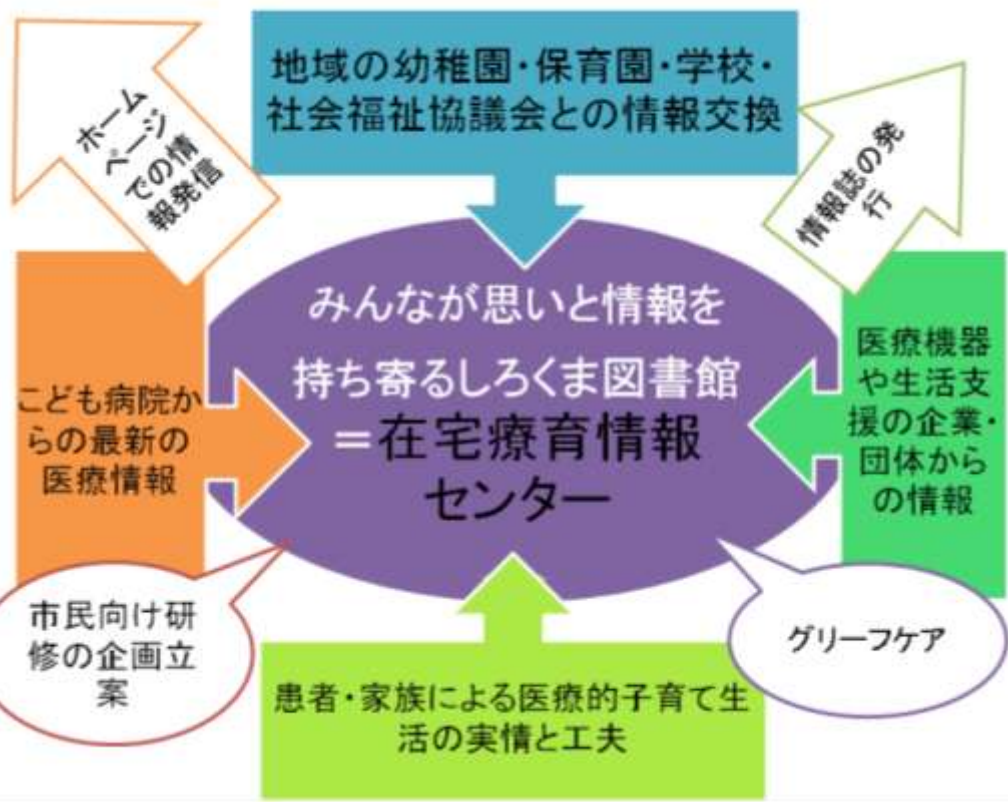 地域の幼稚園・保育園・学校・
社会福祉協議会との情報交換
ホーム
ページ
での情
報発信
情報誌の発
行
みんなが思いと情報を
持ち寄るしろくま図書館
＝在宅療育情報
センター
こども病院か
らの最新の
医療情報
医療機器
や生活支
援の企業・
団体から
の情報
市民向け研
修の企画立
案
グリーフケア
患者・家族による医療的子育て生
活の実情と工夫